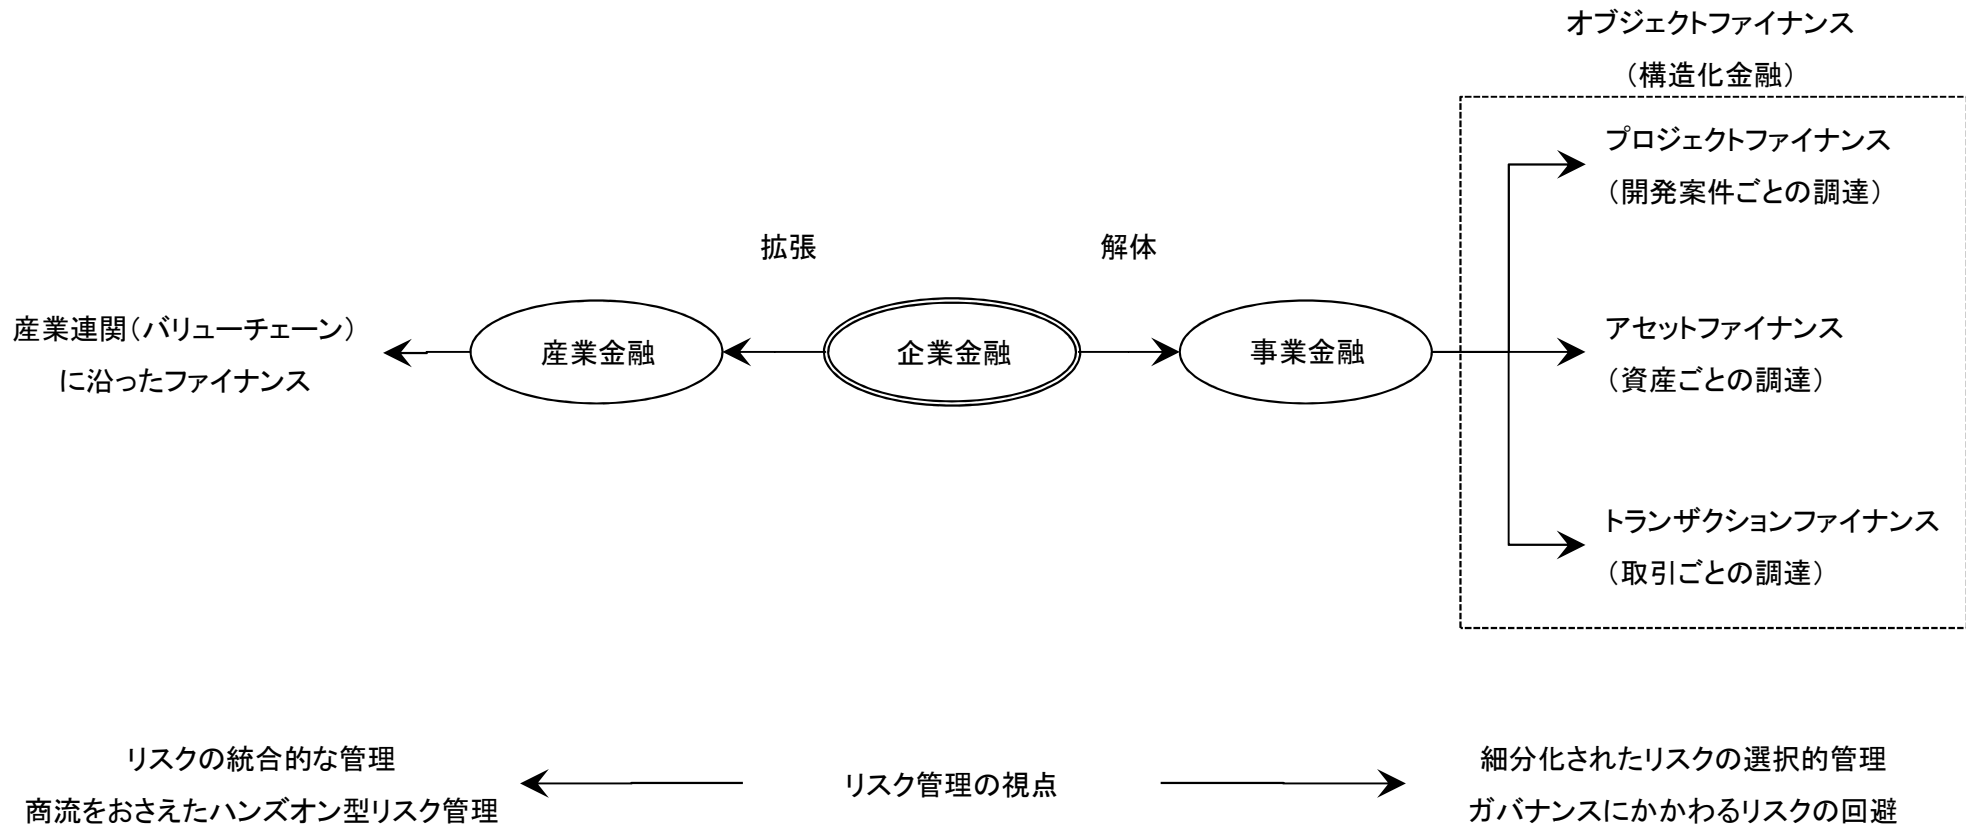 オブジェクトファイナンス
（構造化金融）
プロジェクトファイナンス
（開発案件ごとの調達）
拡張
解体
産業連関（バリューチェーン）
に沿ったファイナンス
産業金融
企業金融
事業金融
アセットファイナンス
（資産ごとの調達）
トランザクションファイナンス
（取引ごとの調達）
リスクの統合的な管理
商流をおさえたハンズオン型リスク管理
リスク管理の視点
細分化されたリスクの選択的管理
ガバナンスにかかわるリスクの回避